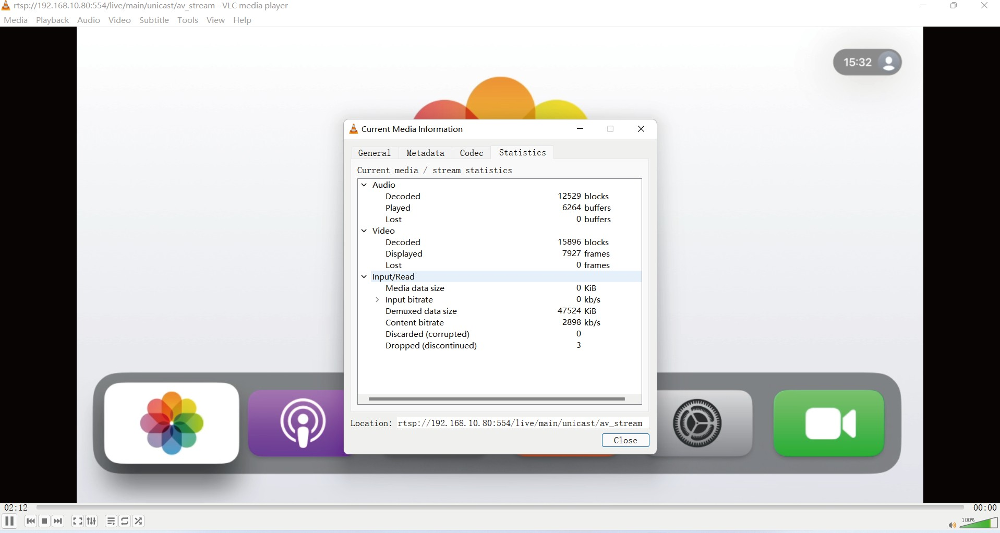 rtsp://192.168.10.80:554/live/main/unicast/av_stream - VLC media player
Media Playback Audio Video Subtitle Tools View Help
15:32
Current Media Information
General Metadata Codec Statistics
Current media / stream statistics
Audio
Decoded 12529 blocks
Played 6264 buffers
Lost 0 buffers
Video
Decoded 15896 blocks
Displayed 7927 frames
Lost 0 frames
Input/Read
Media data size 0 KiB
Input bitrate 0 kb/s
Demuxed data size 47524 KiB
Content bitrate 2898 kb/s
Discarded (corrupted) 0
Dropped (discontinued) 3
Location: rtsp://192.168.10.80:554/live/main/unicast/av_stream
Close
02:12 00:00
100%